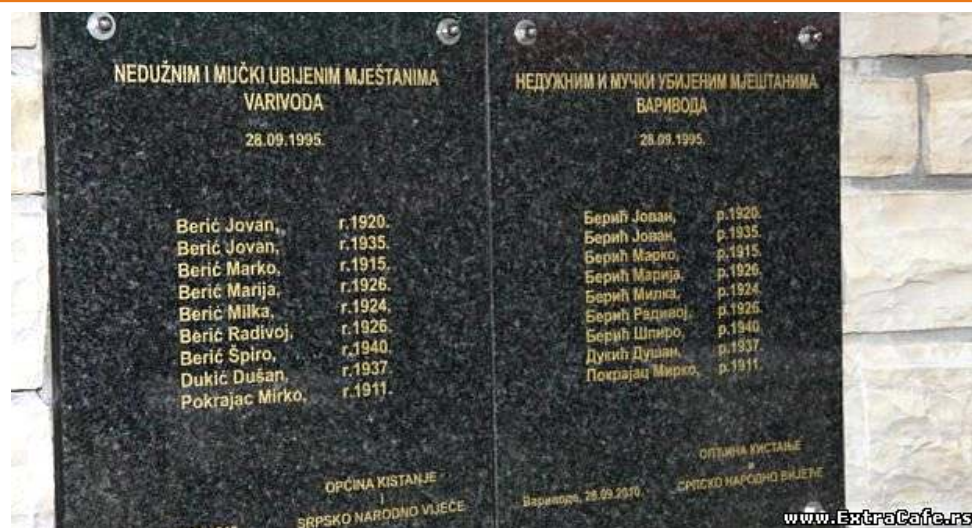 NEDUŽNIM I MUČKI UBIJENIM MJEŠTANIMA
VARIVODA
28.09.1995.
Berić Jovan, r.1920.
Berić Jovan, r.1935.
Berić Marko, r.1915.
Berić Marija, r.1926.
Berić Milka, r.1924.
Berić Radivoj, r.1926.
Berić Špiro, r.1940.
Dukić Dušan, r.1937.
Pokrajac Mirko, r.1911.
OPĆINA KISTANJE
I
SRPSKO NARODNO VIJEĆE
НЕДУЖНИМ И МУЧКИ УБИЈЕНИМ МЈЕШТАНИМА
ВАРИВОДА
28.09.1995.
Берић Јован, р.1920.
Берић Јован, р.1935.
Берић Марко, р.1915.
Берић Марија, р.1926.
Берић Милка, р.1924.
Берић Радивој, р.1926.
Берић Шпиро, р.1940
Дукић Душан, р.1937
Покрајац Мирко, р.1911.
ОПЋИНА КИСТАЊЕ
и
Вариводе, 28.09.2010. СРПСКО НАРОДНО ВИЈЕЋЕ
www.ExtraCafe.rs